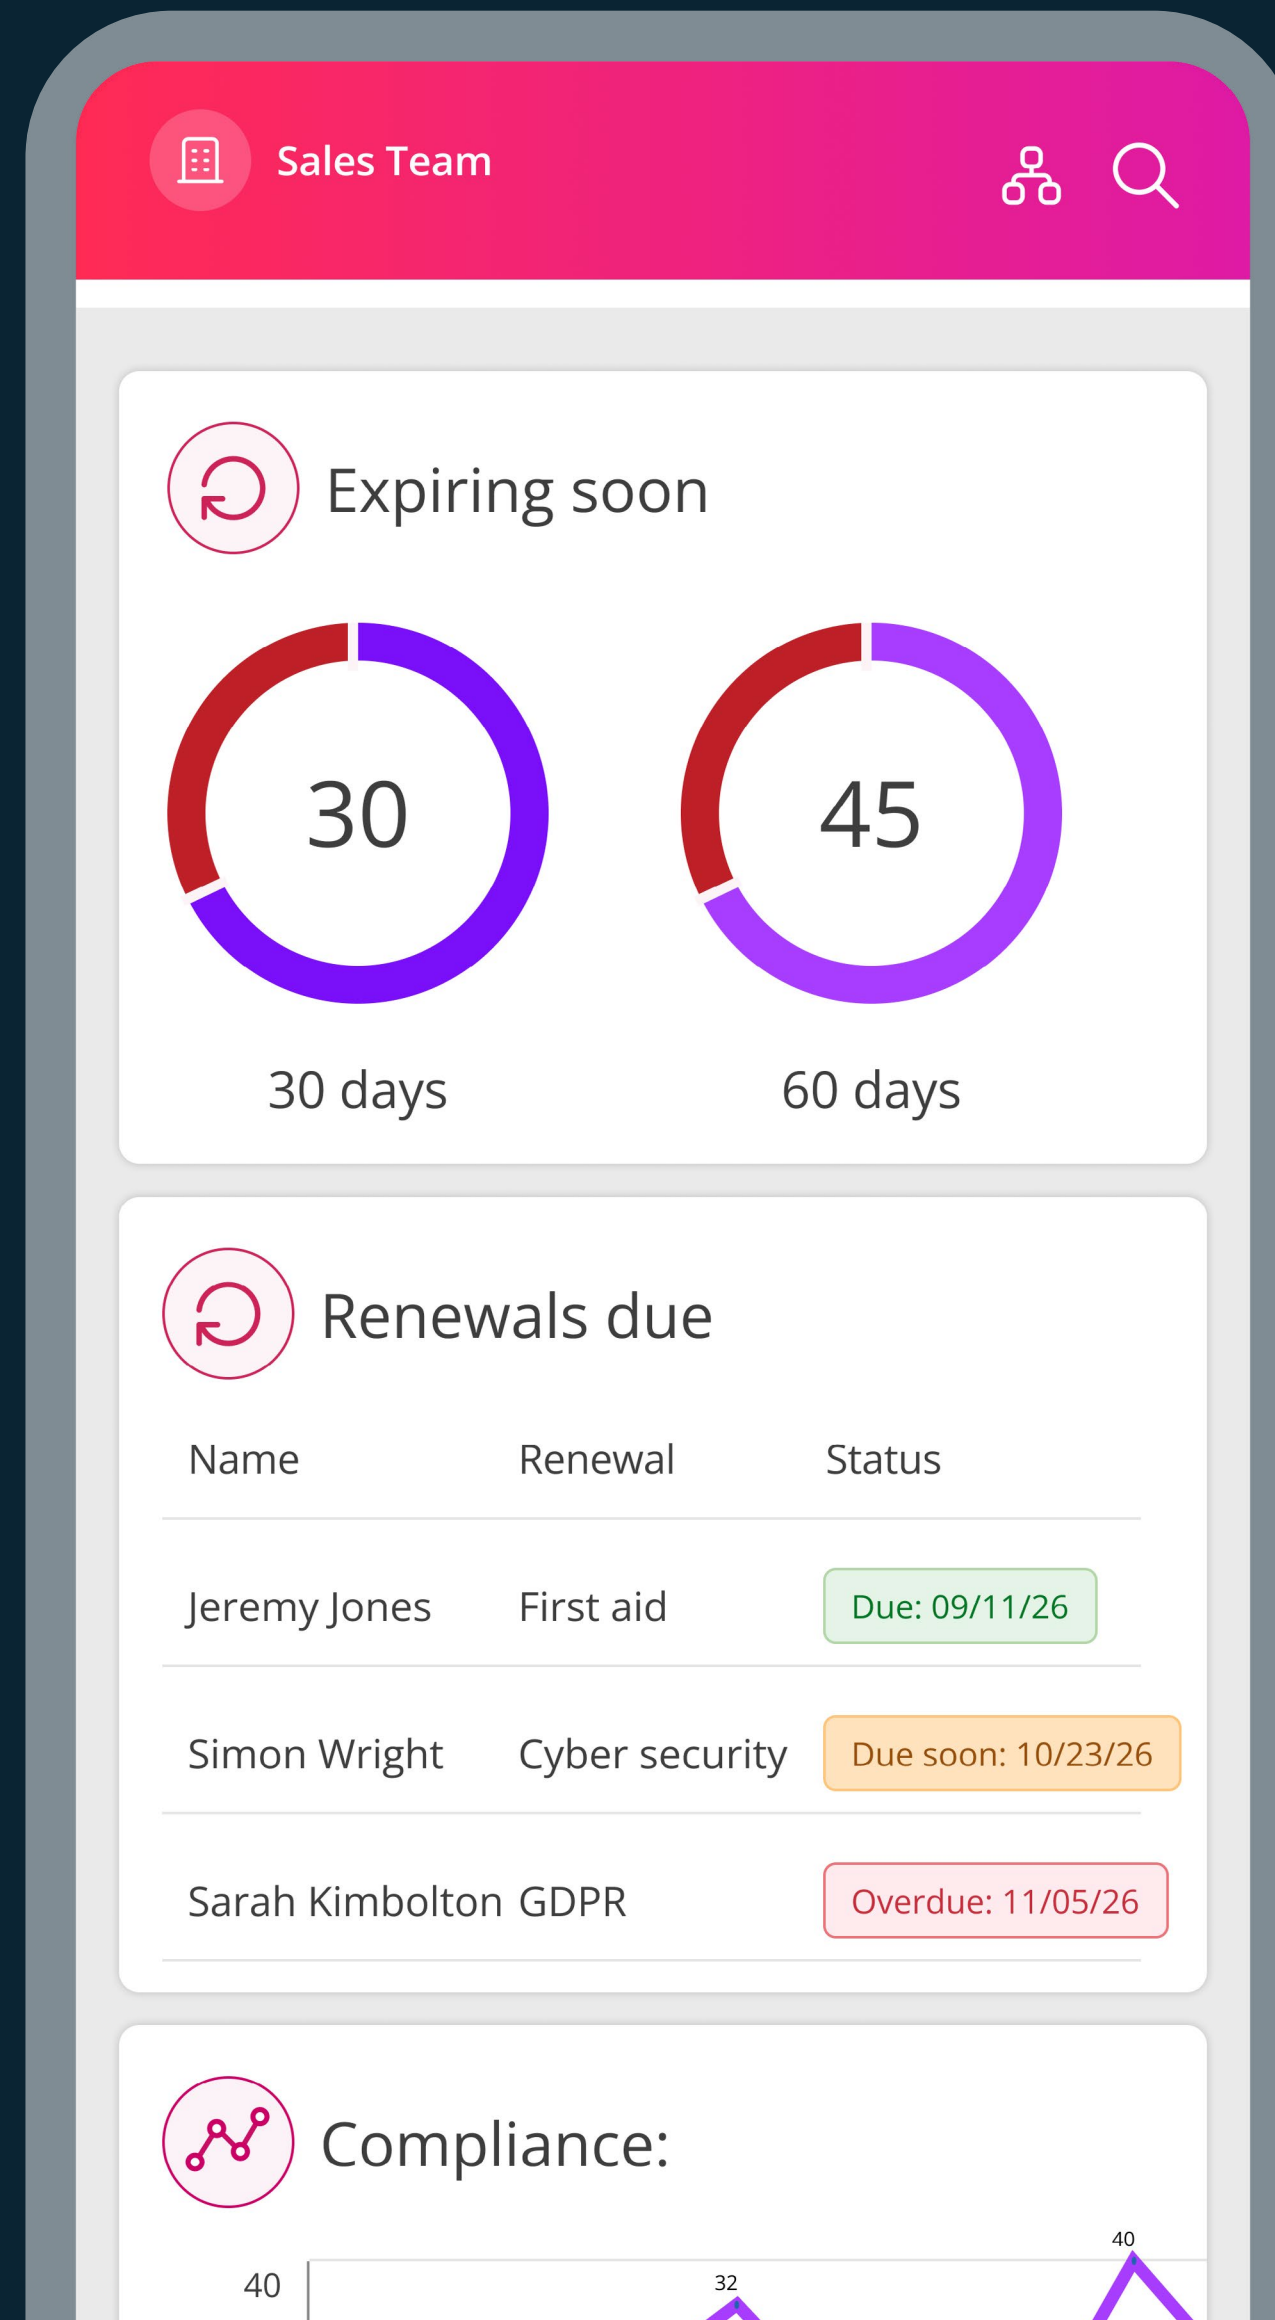 Sales Team
Expiring soon
30
45
30 days
60 days
Renewals due
Name Renewal Status
Jeremy Jones First aid Due: 09/11/26
Simon Wright Cyber security Due soon: 10/23/26
Sarah Kimbolton GDPR Overdue: 11/05/26
Compliance:
40
40
32